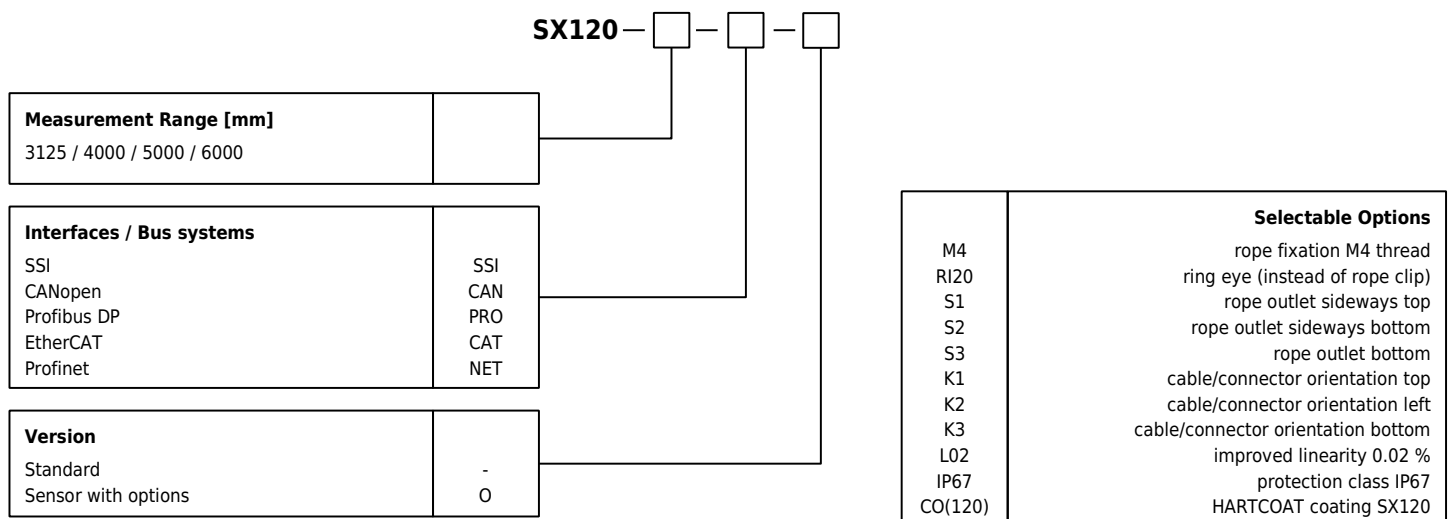 SX120 — — —
Measurement Range [mm]
3125 / 4000 / 5000 / 6000
Interfaces / Bus systems
SSI SSI
CANopen CAN
Profibus DP PRO
EtherCAT CAT
Profinet NET
Version
Standard -
Sensor with options O
Selectable Options
M4 rope fixation M4 thread
RI20 ring eye (instead of rope clip)
S1 rope outlet sideways top
S2 rope outlet sideways bottom
S3 rope outlet bottom
K1 cable/connector orientation top
K2 cable/connector orientation left
K3 cable/connector orientation bottom
L02 improved linearity 0.02 %
IP67 protection class IP67
CO(120) HARTCOAT coating SX120